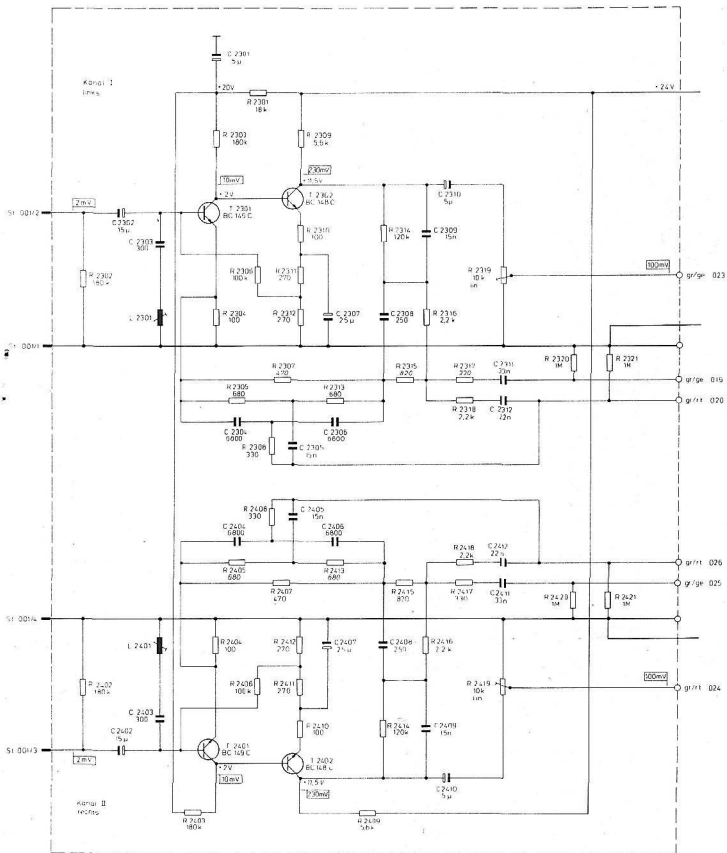 C 2301
5µ
Kanal I
links
+20V
R 2301
18k
+24V
R 2303
180k
R 2309
5,6k
10mV
+2V
230mV
+11,5V
T 2301
BC 149C
T 2302
BC 148C
C 2310
5µ
2mV
St 001/2
C 2302
15µ
C 2303
300
R 2310
100
R 2314
120k
C 2309
15n
R 2302
180k
R 2306
100k
R 2311
270
R 2319
10k
lin
100mV
gr/ge 023
L 2301
R 2304
100
R 2312
270
C 2307
25µ
C 2308
250
R 2316
2,2k
R 2307
470
R 2315
820
R 2317
C 2311
33n
R 2320
1M
R 2321
1M
gr/ge 019
R 2305
680
R 2313
680
R 2318
2,2k
C 2312
22n
gr/rt 020
C 2304
6800
C 2306
6800
R 2308
330
C 2305
15n
R 2408
330
C 2405
15n
C 2404
6800
C 2406
6800
R 2418
2,2k
C 2412
22n
gr/rt 026
R 2405
680
R 2413
680
R 2407
470
R 2415
820
R 2417
330
C 2411
33n
R 2420
1M
R 2421
1M
gr/ge 025
St 001/4
L 2401
R 2404
100
R 2412
270
C 2407
25µ
C 2408
250
R 2416
2,2k
R 2402
180k
R 2406
100k
R 2411
270
R 2419
10k
lin
gr/rt 024
C 2403
300
R 2410
100
R 2414
120k
C 2409
15n
C 2402
15µ
St 001/3
2mV
T 2401
BC 149C
+2V
10mV
T 2402
BC 148C
+11,5V
230mV
C 2410
5µ
Kanal II
rechts
R 2403
180k
R 2409
5,6k